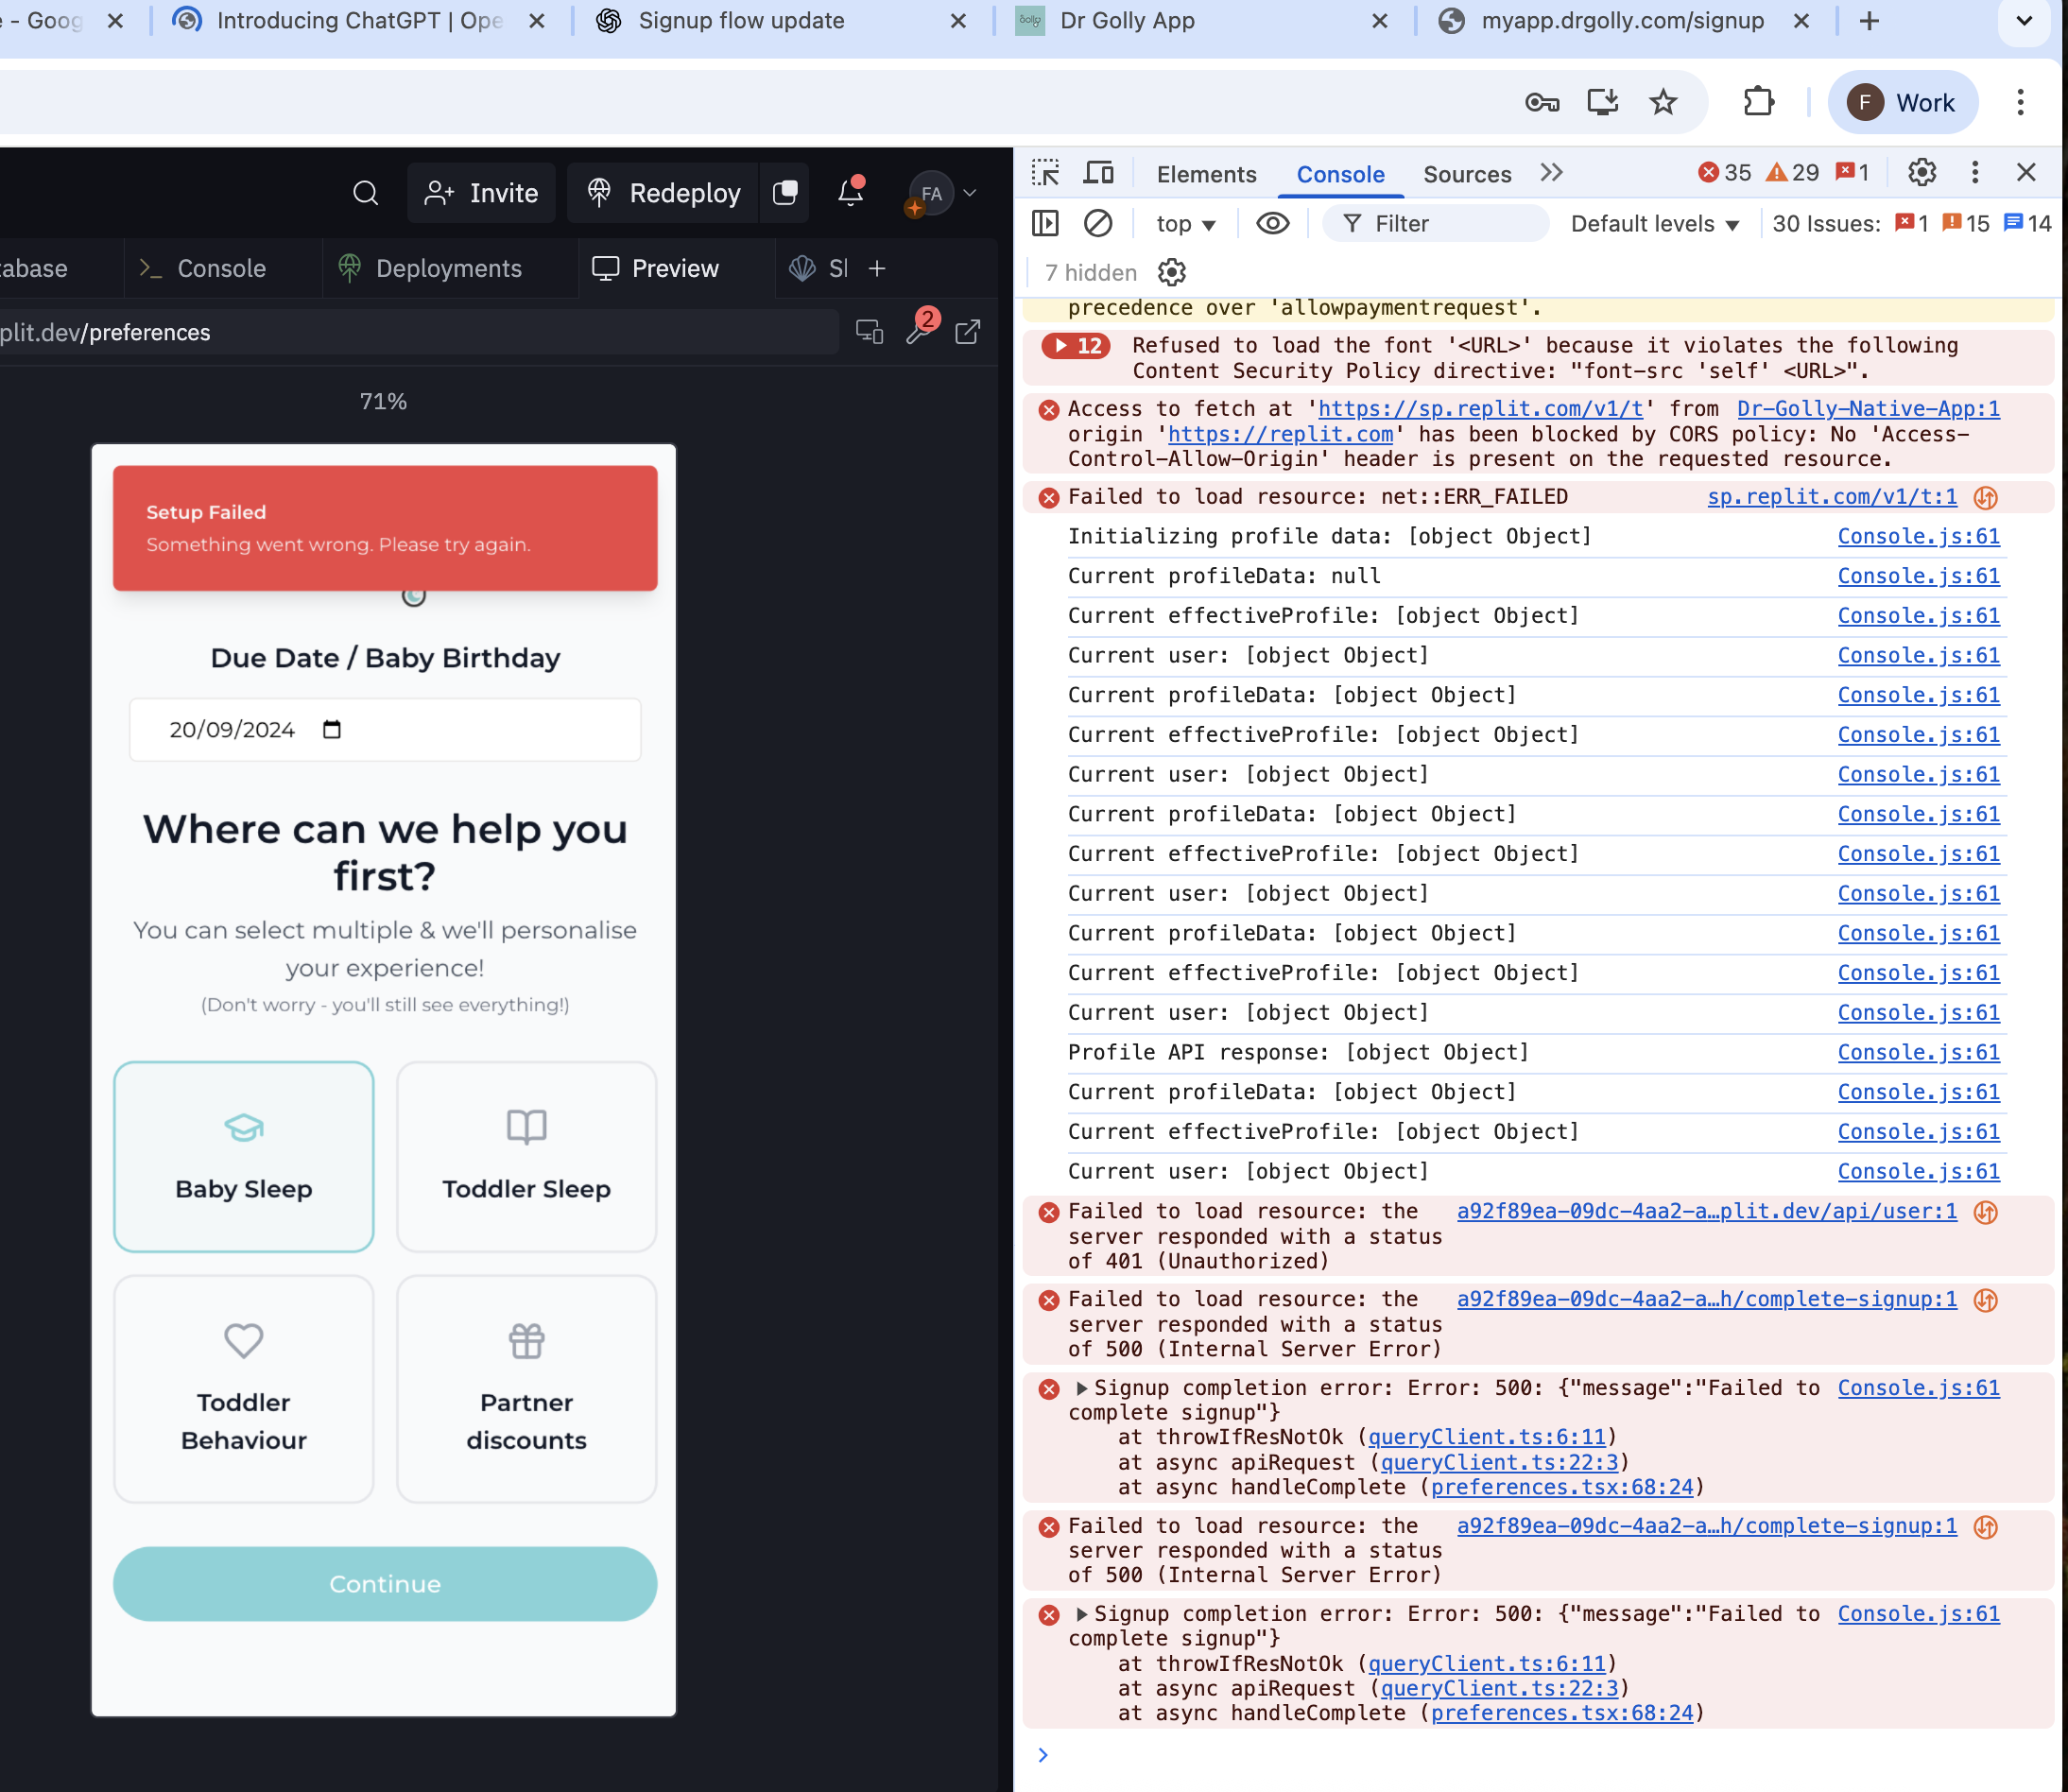 e - Goog
Introducing ChatGPT | Ope
Signup flow update
Dr Golly App
myapp.drgolly.com/signup
F Work
Invite
Redeploy
FA
abase
Console
Deployments
Preview
Sl
plit.dev/preferences
2
71%
Setup Failed
Something went wrong. Please try again.
Due Date / Baby Birthday
20/09/2024
Where can we help you
first?
You can select multiple & we'll personalise
your experience!
(Don't worry - you'll still see everything!)
Baby Sleep
Toddler Sleep
Toddler
Behaviour
Partner
discounts
Continue
Elements
Console
Sources
35
29
1
top
Filter
Default levels
30 Issues: 1 15 14
7 hidden
precedence over 'allowpaymentrequest'.
12 Refused to load the font '<URL>' because it violates the following
Content Security Policy directive: "font-src 'self' <URL>".
Access to fetch at 'https://sp.replit.com/v1/t' from Dr-Golly-Native-App:1
origin 'https://replit.com' has been blocked by CORS policy: No 'Access-
Control-Allow-Origin' header is present on the requested resource.
Failed to load resource: net::ERR_FAILED sp.replit.com/v1/t:1
Initializing profile data: [object Object] Console.js:61
Current profileData: null Console.js:61
Current effectiveProfile: [object Object] Console.js:61
Current user: [object Object] Console.js:61
Current profileData: [object Object] Console.js:61
Current effectiveProfile: [object Object] Console.js:61
Current user: [object Object] Console.js:61
Current profileData: [object Object] Console.js:61
Current effectiveProfile: [object Object] Console.js:61
Current user: [object Object] Console.js:61
Current profileData: [object Object] Console.js:61
Current effectiveProfile: [object Object] Console.js:61
Current user: [object Object] Console.js:61
Profile API response: [object Object] Console.js:61
Current profileData: [object Object] Console.js:61
Current effectiveProfile: [object Object] Console.js:61
Current user: [object Object] Console.js:61
Failed to load resource: the a92f89ea-09dc-4aa2-a…plit.dev/api/user:1
server responded with a status
of 401 (Unauthorized)
Failed to load resource: the a92f89ea-09dc-4aa2-a…h/complete-signup:1
server responded with a status
of 500 (Internal Server Error)
Signup completion error: Error: 500: {"message":"Failed to Console.js:61
complete signup"}
at throwIfResNotOk (queryClient.ts:6:11)
at async apiRequest (queryClient.ts:22:3)
at async handleComplete (preferences.tsx:68:24)
Failed to load resource: the a92f89ea-09dc-4aa2-a…h/complete-signup:1
server responded with a status
of 500 (Internal Server Error)
Signup completion error: Error: 500: {"message":"Failed to Console.js:61
complete signup"}
at throwIfResNotOk (queryClient.ts:6:11)
at async apiRequest (queryClient.ts:22:3)
at async handleComplete (preferences.tsx:68:24)